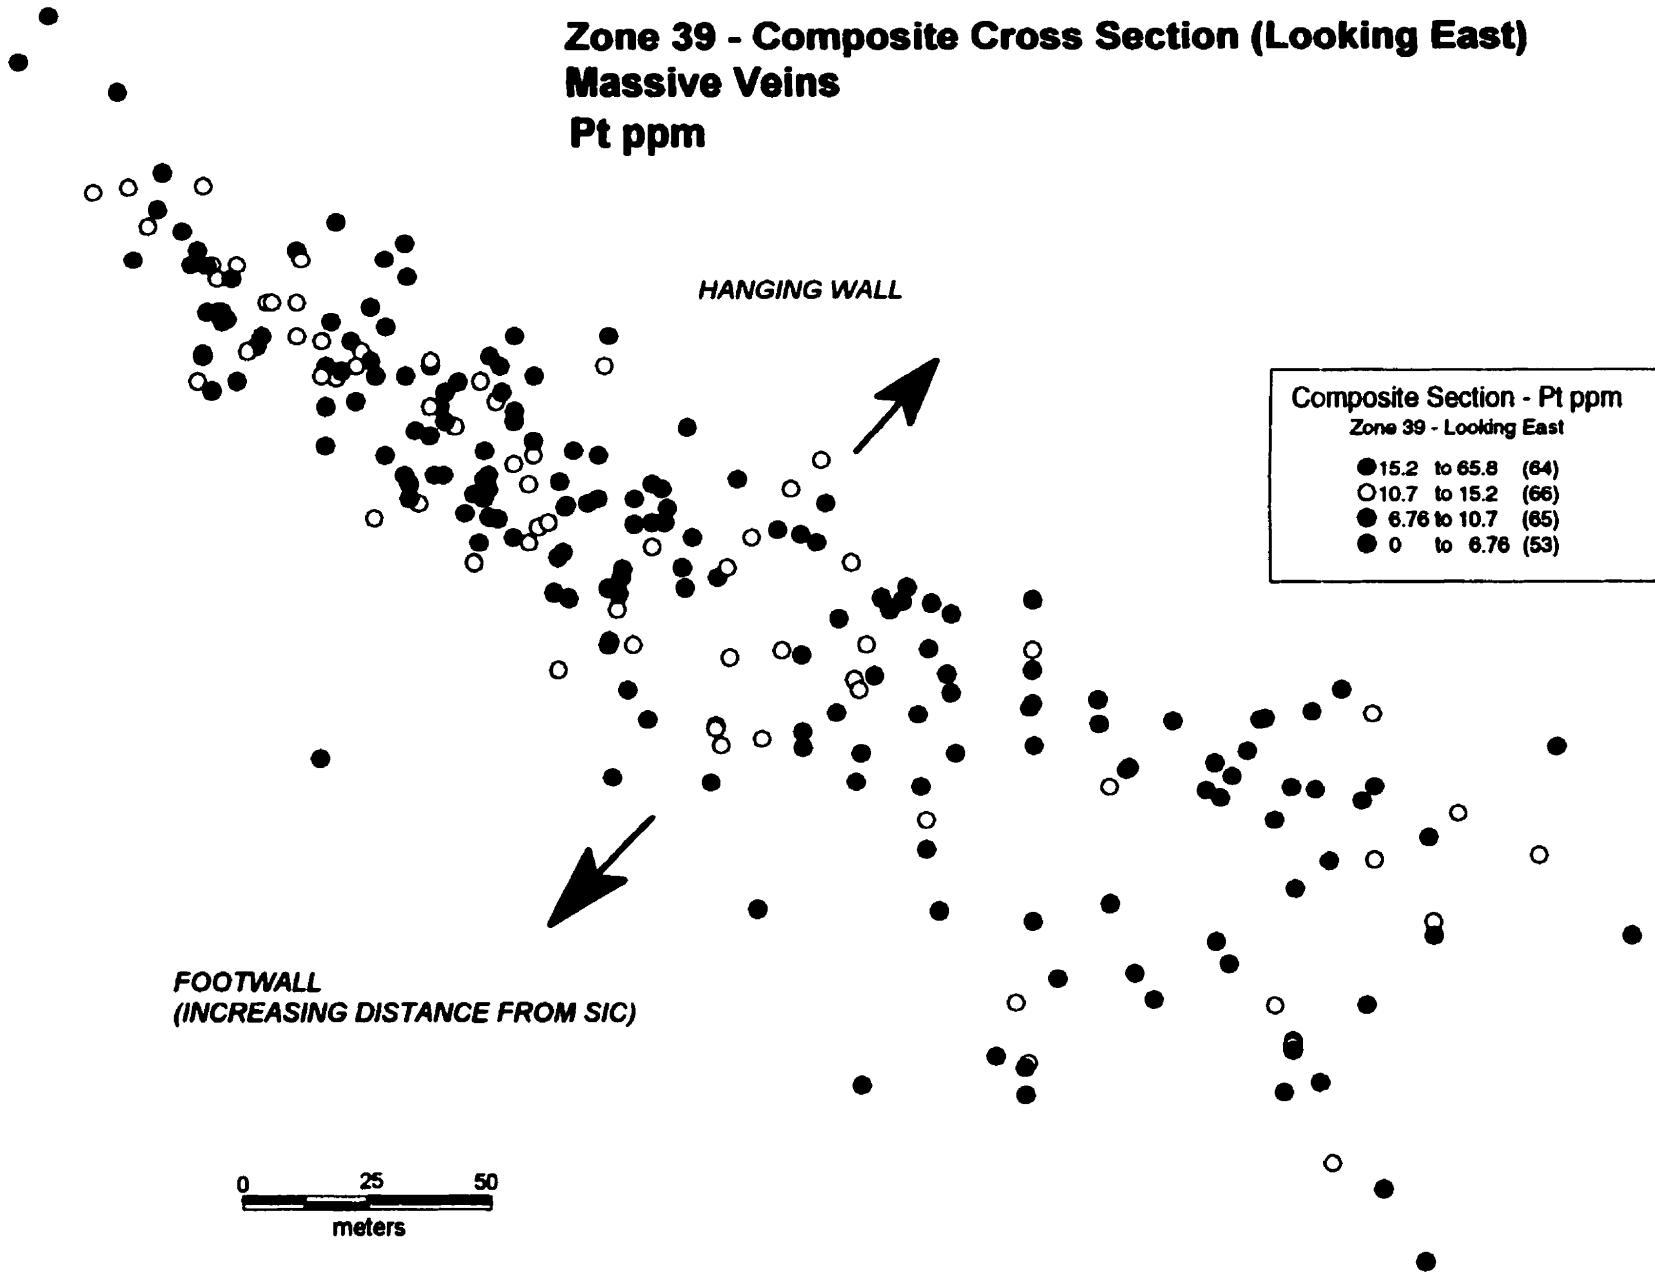 Zone 39 - Composite Cross Section (Looking East)
Massive Veins
Pt ppm
HANGING WALL
Composite Section - Pt ppm
Zone 39 - Looking East
15.2 to 65.8 (64)
10.7 to 15.2 (66)
6.76 to 10.7 (65)
0 to 6.76 (53)
FOOTWALL
(INCREASING DISTANCE FROM SIC)
0 25 50
meters